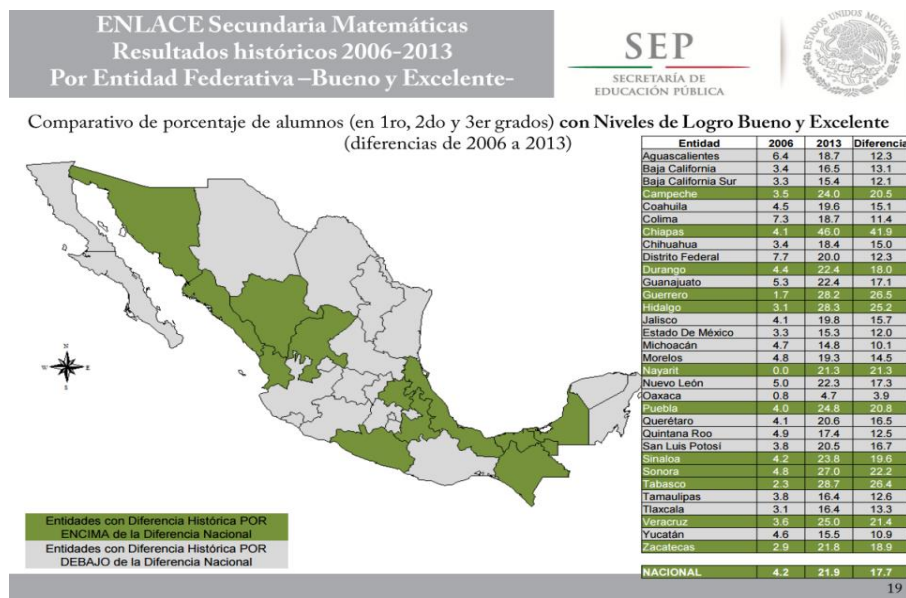 ENLACE Secundaria Matemáticas
Resultados históricos 2006-2013
Por Entidad Federativa –Bueno y Excelente-
SEP
SECRETARÍA DE
EDUCACIÓN PÚBLICA
ESTADOS UNIDOS MEXICANOS
Comparativo de porcentaje de alumnos (en 1ro, 2do y 3er grados) con Niveles de Logro Bueno y Excelente
(diferencias de 2006 a 2013)
Entidad 2006 2013 Diferencia
Aguascalientes 6.4 18.7 12.3
Baja California 3.4 16.5 13.1
Baja California Sur 3.3 15.4 12.1
Campeche 3.5 24.0 20.5
Coahuila 4.5 19.6 15.1
Colima 7.3 18.7 11.4
Chiapas 4.1 46.0 41.9
Chihuahua 3.4 18.4 15.0
Distrito Federal 7.7 20.0 12.3
Durango 4.4 22.4 18.0
Guanajuato 5.3 22.4 17.1
Guerrero 1.7 28.2 26.5
Hidalgo 3.1 28.3 25.2
Jalisco 4.1 19.8 15.7
Estado De México 3.3 15.3 12.0
Michoacán 4.7 14.8 10.1
Morelos 4.8 19.3 14.5
Nayarit 0.0 21.3 21.3
Nuevo León 5.0 22.3 17.3
Oaxaca 0.8 4.7 3.9
Puebla 4.0 24.8 20.8
Querétaro 4.1 20.6 16.5
Quintana Roo 4.9 17.4 12.5
San Luis Potosí 3.8 20.5 16.7
Sinaloa 4.2 23.8 19.6
Sonora 4.8 27.0 22.2
Tabasco 2.3 28.7 26.4
Tamaulipas 3.8 16.4 12.6
Tlaxcala 3.1 16.4 13.3
Veracruz 3.6 25.0 21.4
Yucatán 4.6 15.5 10.9
Zacatecas 2.9 21.8 18.9
NACIONAL 4.2 21.9 17.7
N
W E
S
Entidades con Diferencia Histórica POR
ENCIMA de la Diferencia Nacional
Entidades con Diferencia Histórica POR
DEBAJO de la Diferencia Nacional
19